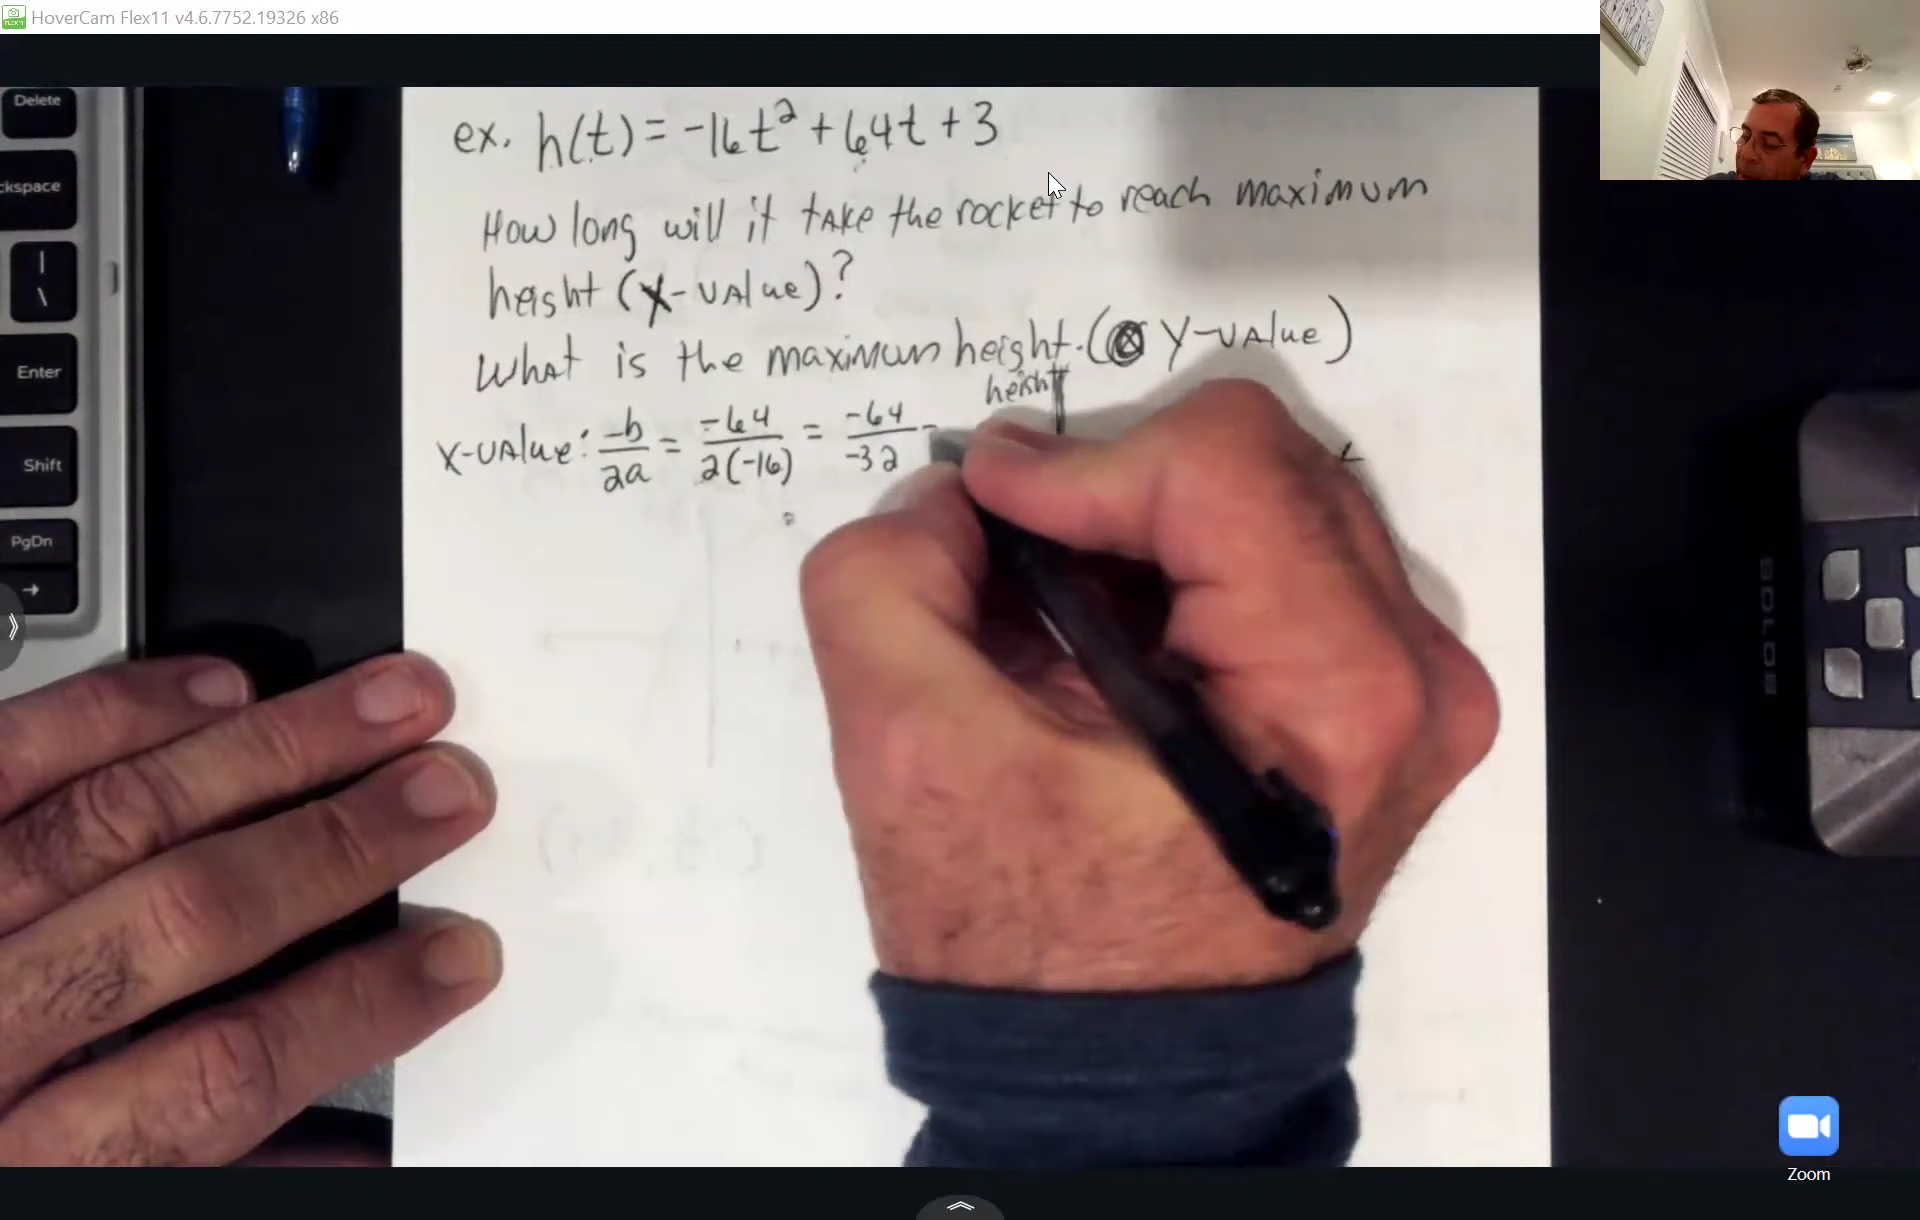 HoverCam Flex11 v4.6.7752.19326 x86
Delete
ckspace
|
\
Enter
Shift
PgDn
→
ex. h(t) = -16t² + 64t + 3
How long will it take the rocket to reach maximum
height (x-value)?
What is the maximum height. (Y-value)
height
x-value: -b/2a = -64/2(-16) = -64/-32 =
BOLDS
Zoom